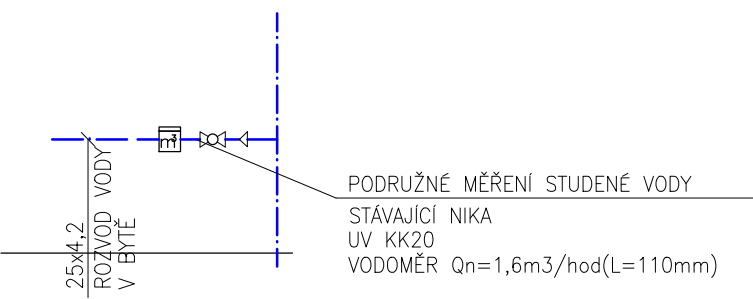 m³
PODRUŽNÉ MĚŘENÍ STUDENÉ VODY
STÁVAJÍCÍ NIKA
UV KK20
VODOMĚR Qn=1,6m3/hod(L=110mm)
25x4,2
ROZVOD VODY
V BYTĚ